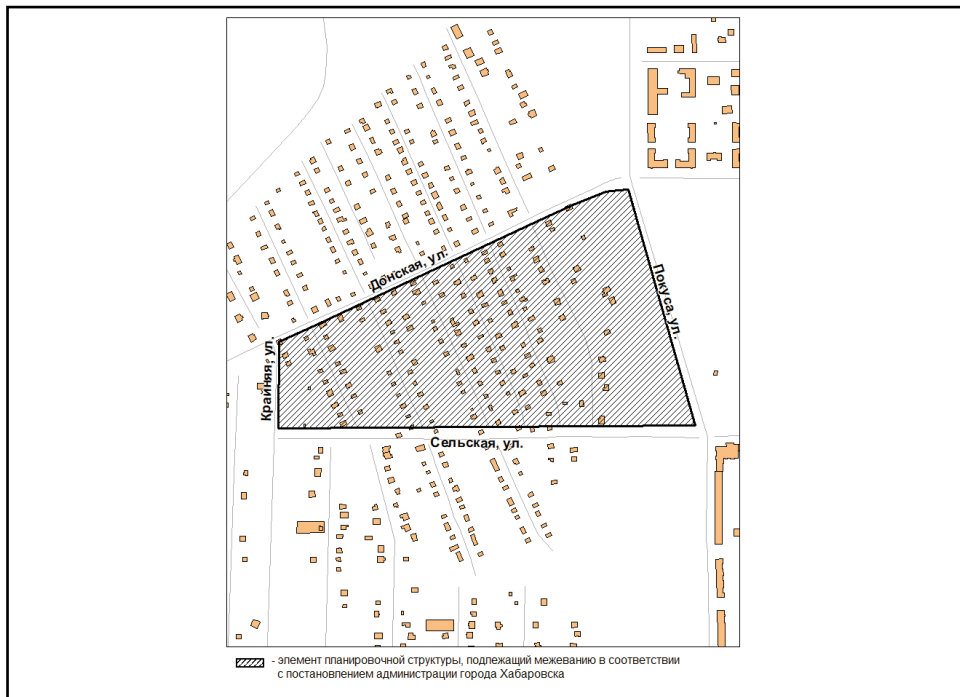 Донская, ул.
Покуса, ул.
Крайняя, ул.
Сельская, ул.
- элемент планировочной структуры, подлежащий межеванию в соответствии
с постановлением администрации города Хабаровска